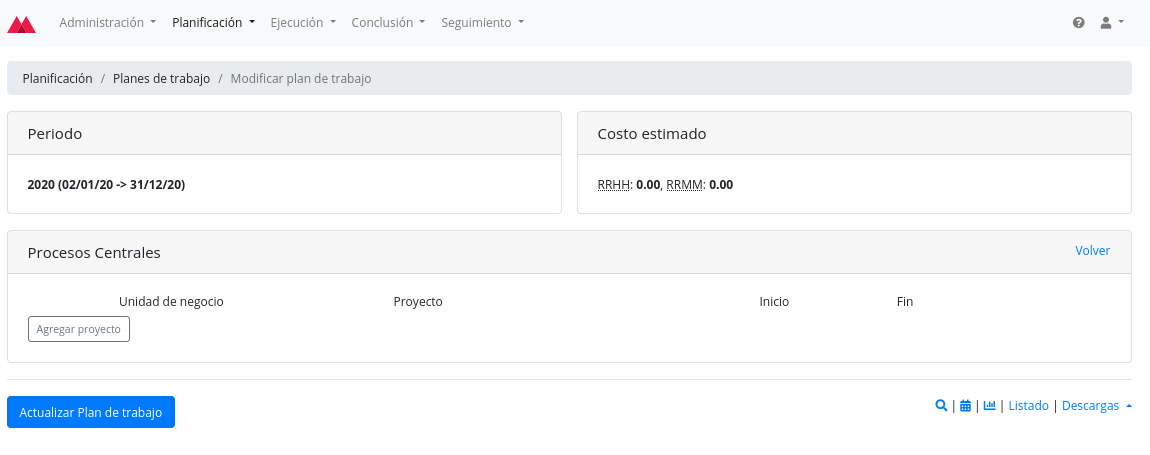 Administración Planificación Ejecución Conclusión Seguimiento
Planificación / Planes de trabajo / Modificar plan de trabajo
Periodo
2020 (02/01/20 -> 31/12/20)
Costo estimado
RRHH: 0.00, RRMM: 0.00
Procesos Centrales Volver
Unidad de negocio Proyecto Inicio Fin
Agregar proyecto
Actualizar Plan de trabajo
| | | Listado | Descargas